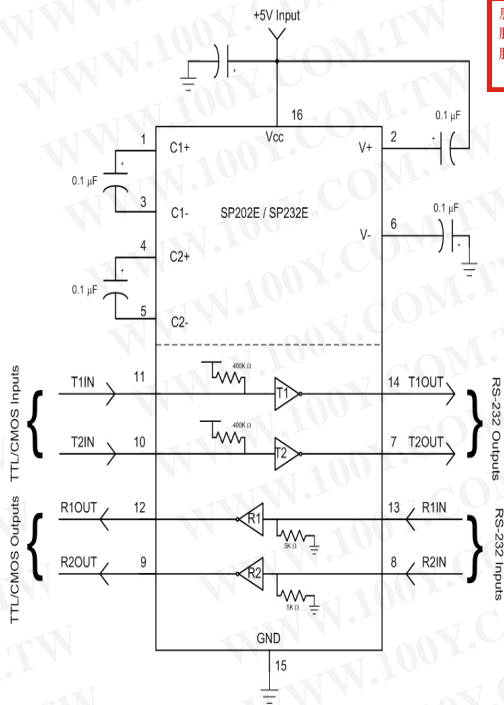 +5V Input
16
Vcc
1
C1+
0.1 µF
3
C1-
4
C2+
0.1 µF
5
C2-
SP202E / SP232E
V+
2
0.1 µF
V-
6
0.1 µF
TTL/CMOS Inputs
T1IN
11
400K Ω
T1
14
T1OUT
T2IN
10
400K Ω
T2
7
T2OUT
RS-232 Outputs
TTL/CMOS Outputs
R1OUT
12
R1
5K Ω
13
R1IN
R2OUT
9
R2
5K Ω
8
R2IN
RS-232 Inputs
GND
15
WWW.100Y.COM.TW